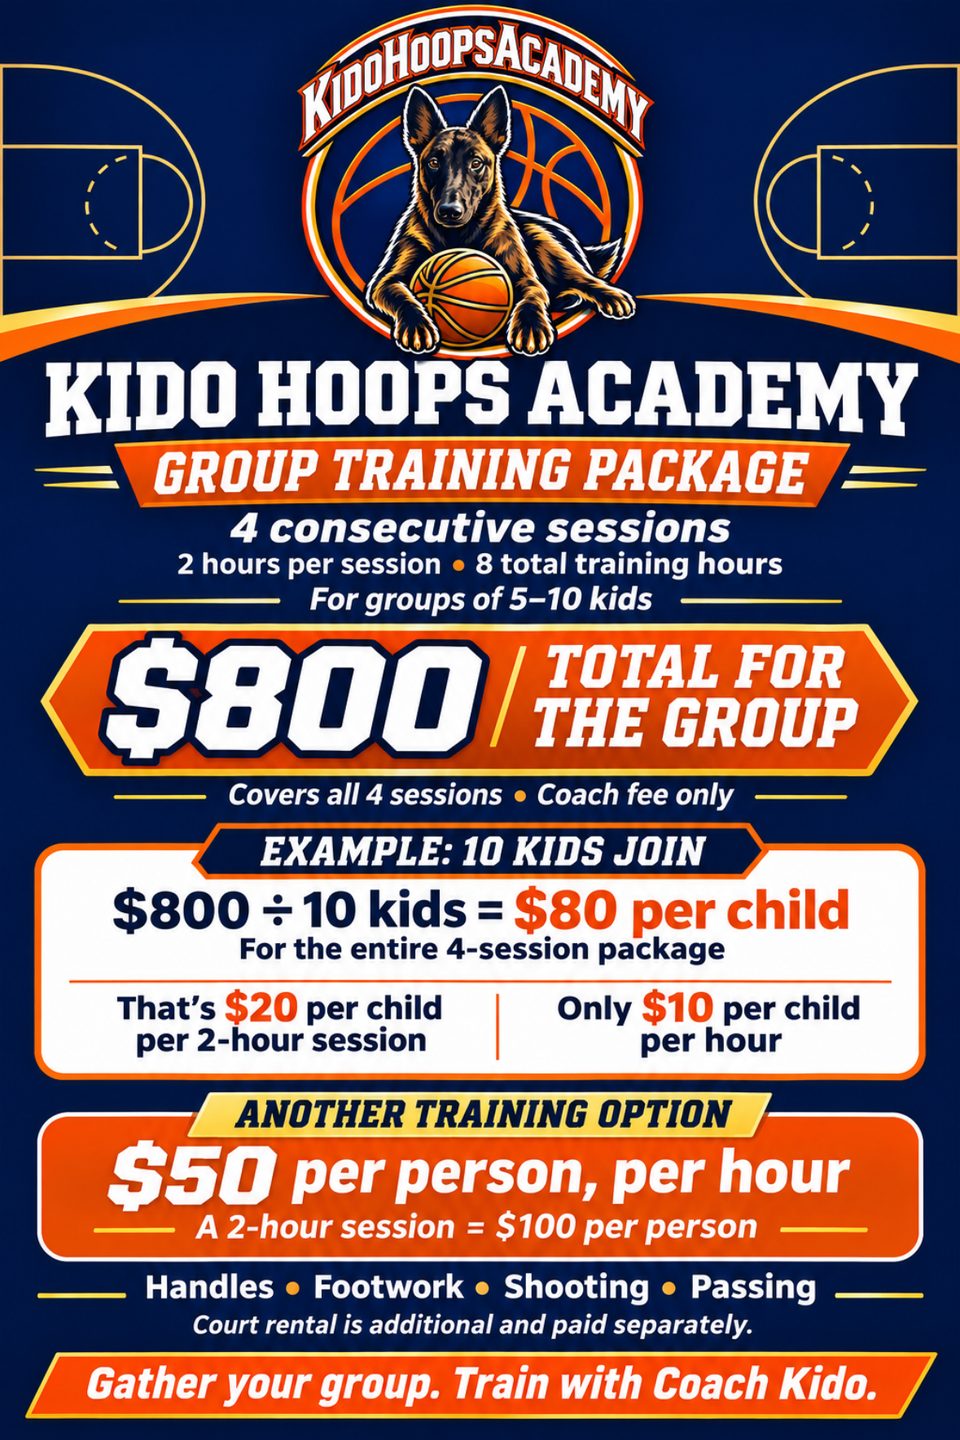 KIDOHOOPSACADEMY
KIDO HOOPS ACADEMY
GROUP TRAINING PACKAGE
4 consecutive sessions
2 hours per session • 8 total training hours
For groups of 5–10 kids
$800
TOTAL FOR
THE GROUP
Covers all 4 sessions • Coach fee only
EXAMPLE: 10 KIDS JOIN
$800 ÷ 10 kids = $80 per child
For the entire 4-session package
That's $20 per child
per 2-hour session
Only $10 per child
per hour
ANOTHER TRAINING OPTION
$50 per person, per hour
A 2-hour session = $100 per person
Handles • Footwork • Shooting • Passing
Court rental is additional and paid separately.
Gather your group. Train with Coach Kido.